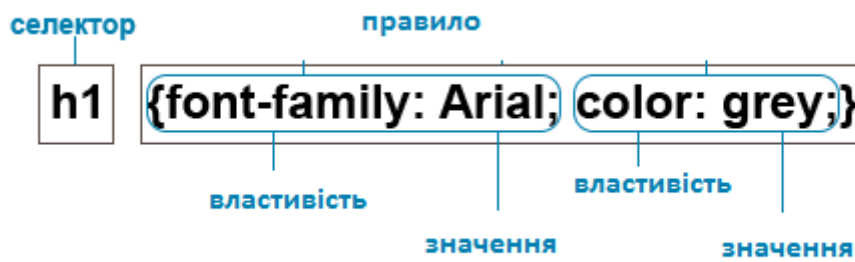 селектор правило
h1 {font-family: Arial; color: grey;}
властивість властивість
значення значення